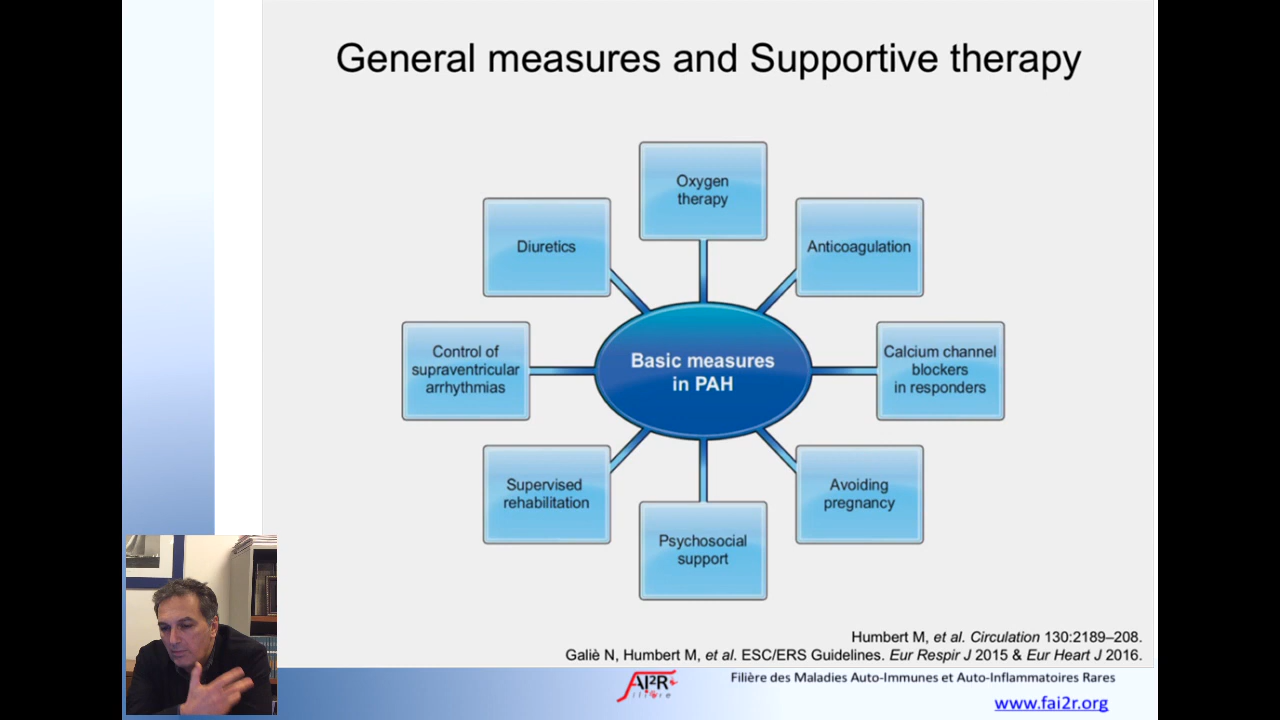 General measures and Supportive therapy
Oxygen
therapy
Diuretics
Anticoagulation
Control of
supraventricular
arrhythmias
Basic measures
in PAH
Calcium channel
blockers
in responders
Supervised
rehabilitation
Avoiding
pregnancy
Psychosocial
support
Humbert M, et al. Circulation 130:2189–208.
Galiè N, Humbert M, et al. ESC/ERS Guidelines. Eur Respir J 2015 & Eur Heart J 2016.
FAI²R
filière
Filière des Maladies Auto-Immunes et Auto-Inflammatoires Rares
www.fai2r.org